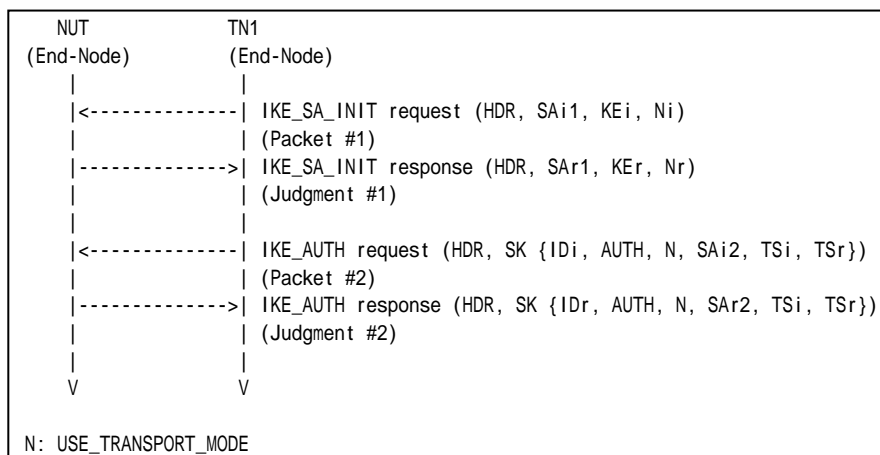 NUT TN1
(End-Node) (End-Node)
| |
|<--------------| IKE_SA_INIT request (HDR, SAi1, KEi, Ni)
| | (Packet #1)
|-------------->| IKE_SA_INIT response (HDR, SAr1, KEr, Nr)
| | (Judgment #1)
| |
|<--------------| IKE_AUTH request (HDR, SK {IDi, AUTH, N, SAi2, TSi, TSr})
| | (Packet #2)
|-------------->| IKE_AUTH response (HDR, SK {IDr, AUTH, N, SAr2, TSi, TSr})
| | (Judgment #2)
| |
V V
N: USE_TRANSPORT_MODE